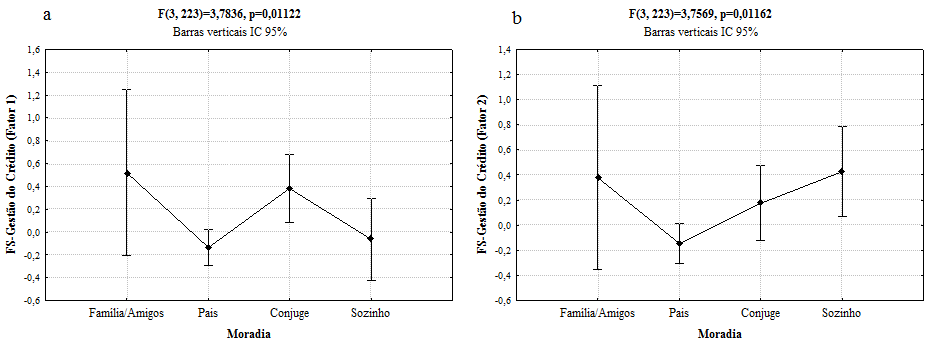 a
F(3, 223)=3,7836, p=0,01122
Barras verticais IC 95%
FS-Gestão do Crédito (Fator 1)
1,6
1,4
1,2
1,0
0,8
0,6
0,4
0,2
0,0
-0,2
-0,4
-0,6
Familia/Amigos Pais Conjuge Sozinho
Moradia
b
F(3, 223)=3,7569, p=0,01162
Barras verticais IC 95%
FS-Gestão do Crédito (Fator 2)
1,4
1,2
1,0
0,8
0,6
0,4
0,2
0,0
-0,2
-0,4
-0,6
Familia/Amigos Pais Conjuge Sozinho
Moradia